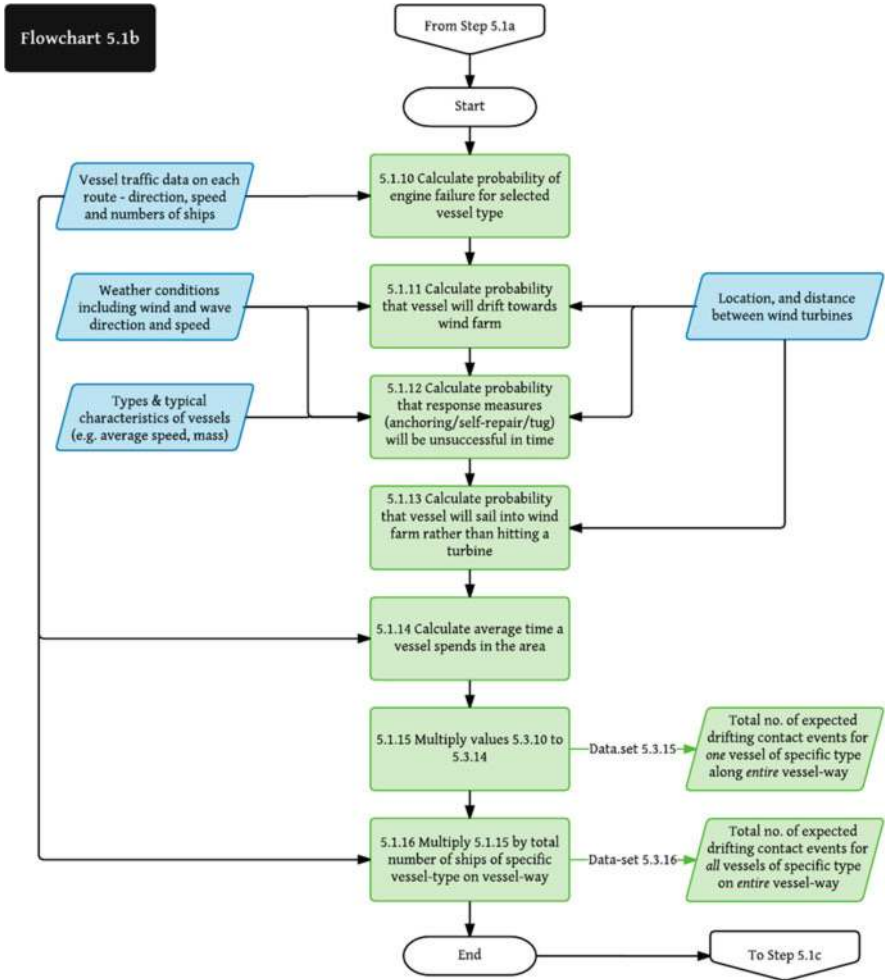 Flowchart 5.1b
From Step 5.1a
Start
Vessel traffic data on each
route - direction, speed
and numbers of ships
5.1.10 Calculate probability of
engine failure for selected
vessel type
Weather conditions
including wind and wave
direction and speed
5.1.11 Calculate probability
that vessel will drift towards
wind farm
Location, and distance
between wind turbines
Types & typical
characteristics of vessels
(e.g. average speed, mass)
5.1.12 Calculate probability
that response measures
(anchoring/self-repair/tug)
will be unsuccessful in time
5.1.13 Calculate probability
that vessel will sail into wind
farm rather than hitting a
turbine
5.1.14 Calculate average time a
vessel spends in the area
5.1.15 Multiply values 5.3.10 to
5.3.14
Data.set 5.3.15
Total no. of expected
drifting contact events for
one vessel of specific type
along entire vessel-way
5.1.16 Multiply 5.1.15 by total
number of ships of specific
vessel-type on vessel-way
Data-set 5.3.16
Total no. of expected
drifting contact events for
all vessels of specific type
on entire vessel-way
End
To Step 5.1c